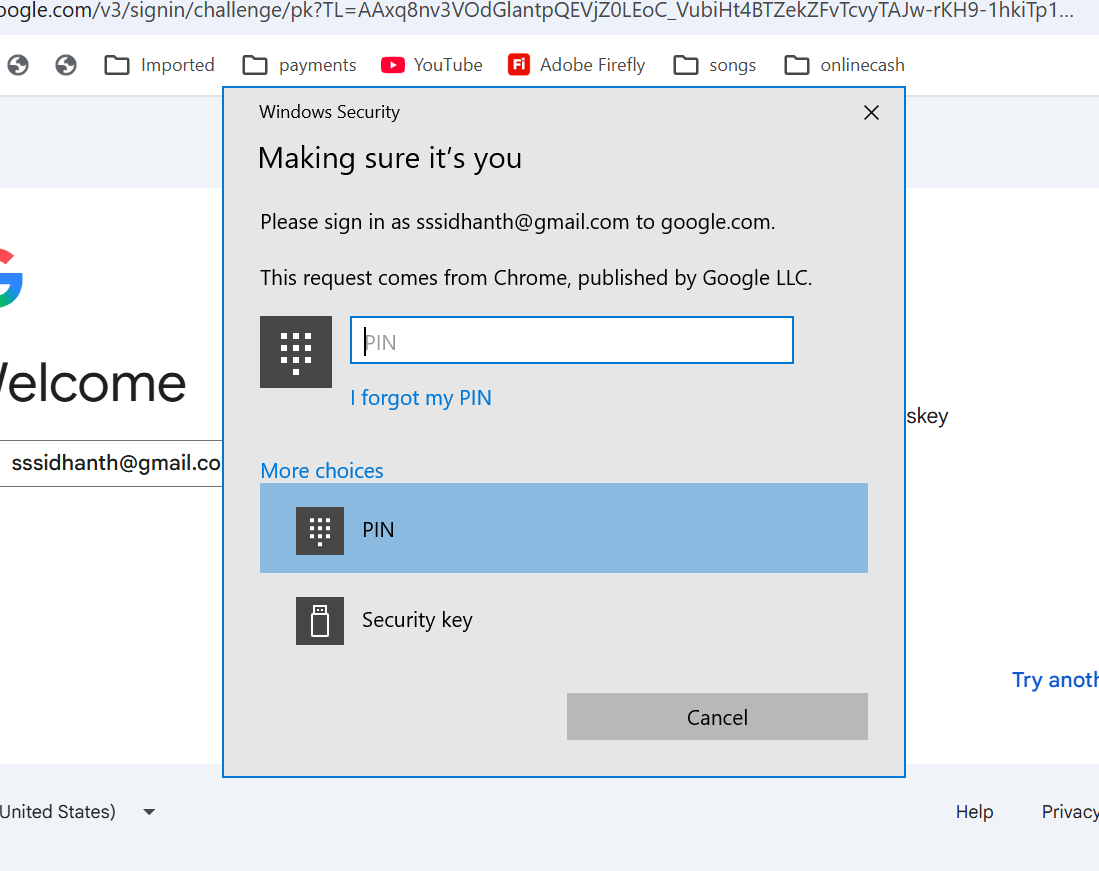 oogle.com/v3/signin/challenge/pk?TL=AAxq8nv3VOdGlantpQEVjZ0LEoC_VubiHt4BTZekZFvTcvyTAJw-rKH9-1hkiTp1...
Imported payments YouTube Fi Adobe Firefly songs onlinecash
Windows Security
Making sure it's you
Please sign in as sssidhanth@gmail.com to google.com.
This request comes from Chrome, published by Google LLC.
PIN
I forgot my PIN
elcome
skey
sssidhanth@gmail.co
More choices
PIN
Security key
Try anoth
Cancel
United States)
Help Privacy